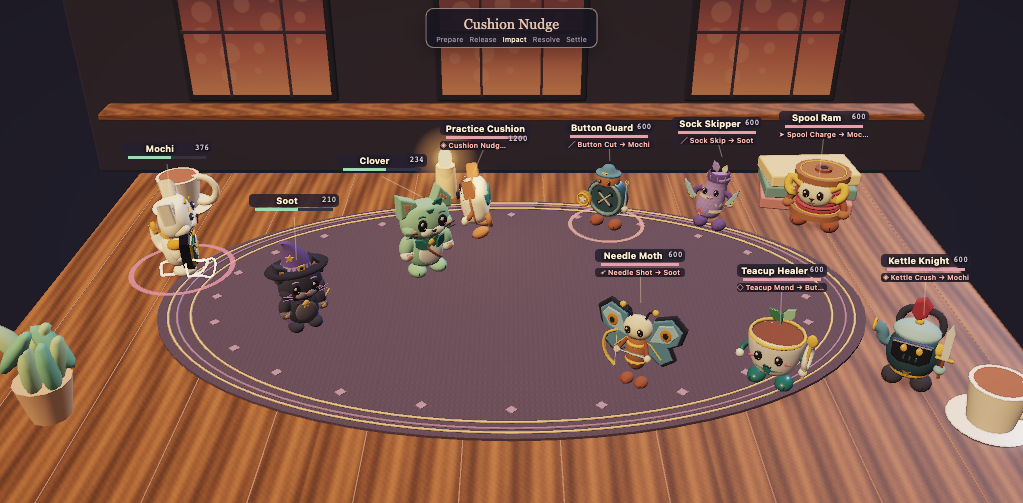 Cushion Nudge
Prepare Release Impact Resolve Settle
Mochi 376
Soot 210
Clover 234
Practice Cushion
1200
Cushion Nudg...
Button Guard 600
Button Cut → Mochi
Sock Skipper 600
Sock Skip → Soot
Spool Ram 600
Spool Charge → Moc...
Needle Moth 600
Needle Shot → Soot
Teacup Healer 600
Teacup Mend → But...
Kettle Knight 600
Kettle Crush → Mochi